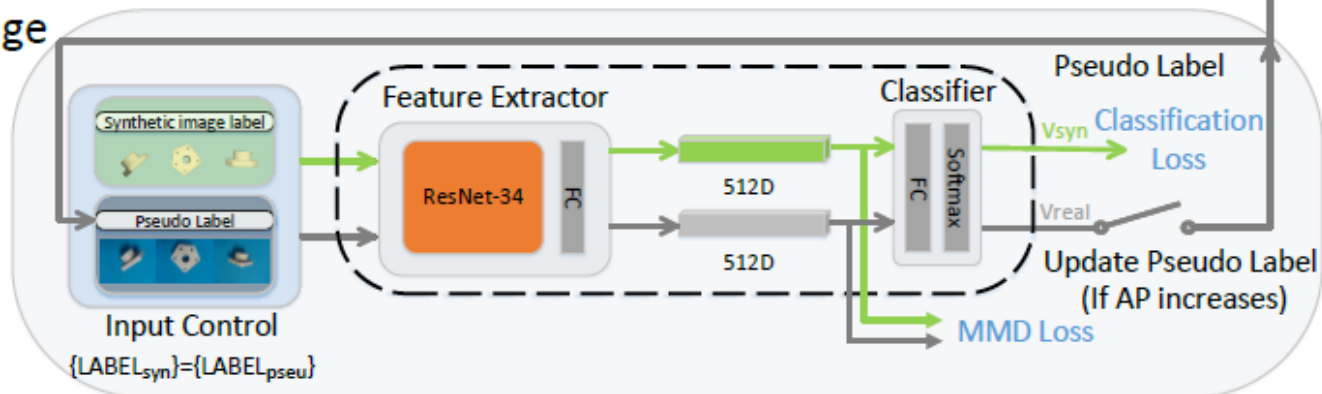 ge
Pseudo Label
Feature Extractor
Classifier
Synthetic image label
Vsyn
Classification
Loss
ResNet-34
FC
512D
FC
Softmax
Pseudo Label
Vreal
512D
Update Pseudo Label
(If AP increases)
Input Control
MMD Loss
{LABELsyn}={LABELpseu}